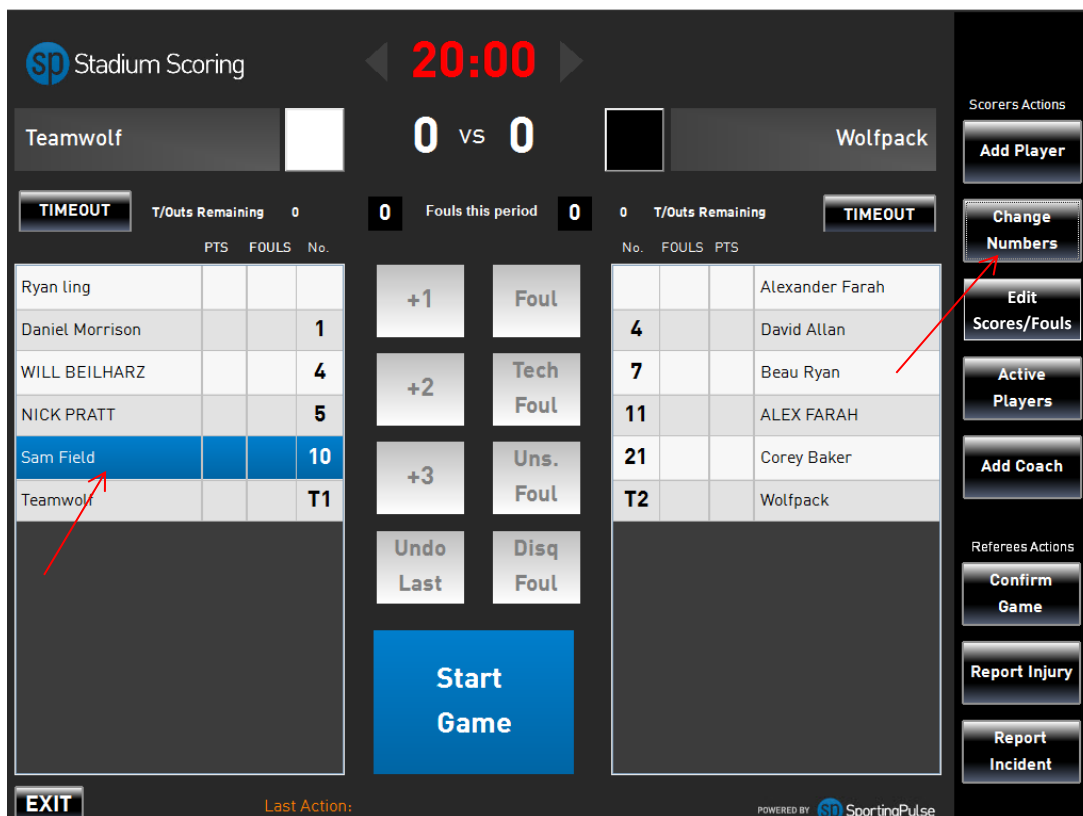 sp Stadium Scoring
20:00
Teamwolf
0 vs 0
Wolfpack
TIMEOUT T/Outs Remaining 0
0 Fouls this period 0
0 T/Outs Remaining TIMEOUT
PTS FOULS No.
No. FOULS PTS
Ryan ling
Daniel Morrison 1
WILL BEILHARZ 4
NICK PRATT 5
Sam Field 10
Teamwolf T1
+1 Foul
+2 Tech
Foul
+3 Uns.
Foul
Undo
Last
Disq
Foul
Start
Game
Alexander Farah
4 David Allan
7 Beau Ryan
11 ALEX FARAH
21 Corey Baker
T2 Wolfpack
Scorers Actions
Add Player
Change
Numbers
Edit
Scores/Fouls
Active
Players
Add Coach
Referees Actions
Confirm
Game
Report Injury
Report
Incident
EXIT
Last Action:
POWERED BY sp SportingPulse